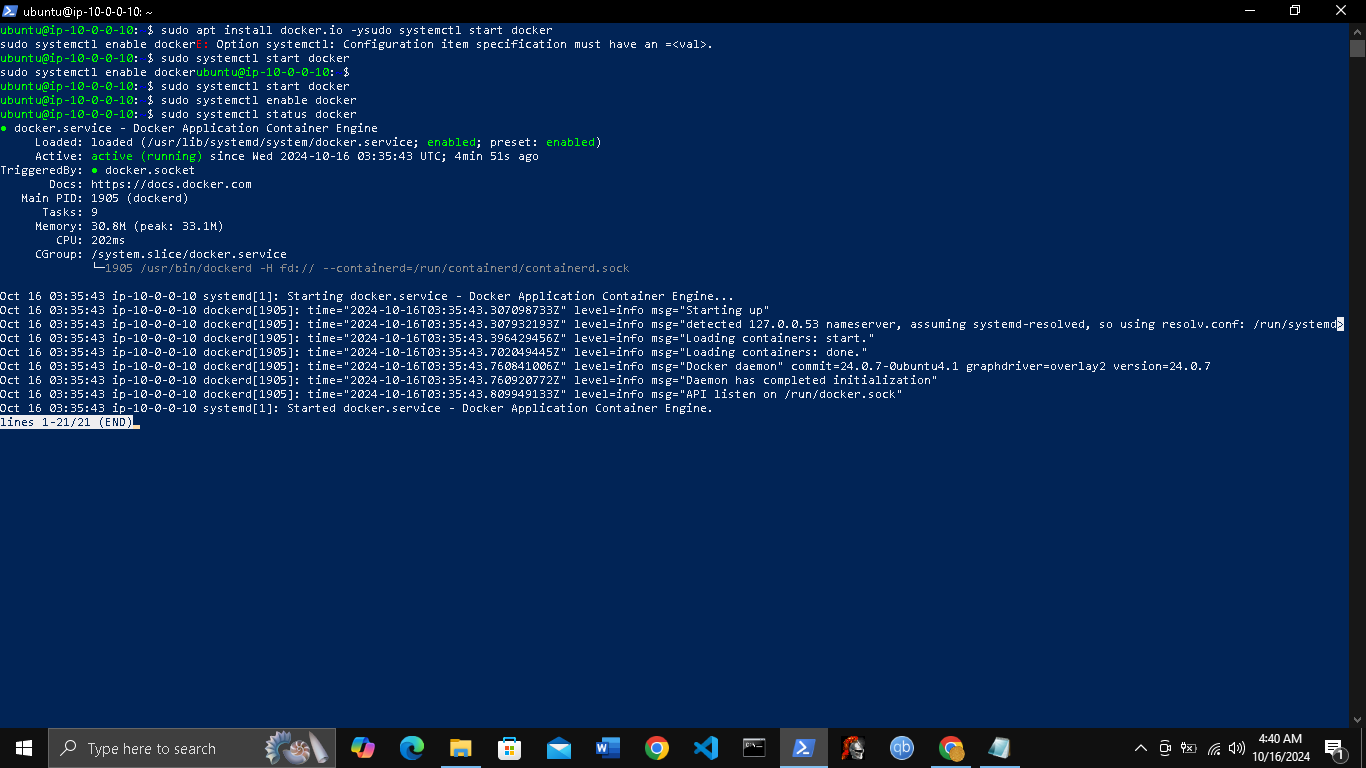 ubuntu@ip-10-0-0-10: ~
ubuntu@ip-10-0-0-10:~$ sudo apt install docker.io -ysudo systemctl start docker
sudo systemctl enable dockerE: Option systemctl: Configuration item specification must have an =<val>.
ubuntu@ip-10-0-0-10:~$ sudo systemctl start docker
sudo systemctl enable dockerubuntu@ip-10-0-0-10:~$
ubuntu@ip-10-0-0-10:~$ sudo systemctl start docker
ubuntu@ip-10-0-0-10:~$ sudo systemctl enable docker
ubuntu@ip-10-0-0-10:~$ sudo systemctl status docker
● docker.service - Docker Application Container Engine
Loaded: loaded (/usr/lib/systemd/system/docker.service; enabled; preset: enabled)
Active: active (running) since Wed 2024-10-16 03:35:43 UTC; 4min 51s ago
TriggeredBy: ● docker.socket
Docs: https://docs.docker.com
Main PID: 1905 (dockerd)
Tasks: 9
Memory: 30.8M (peak: 33.1M)
CPU: 202ms
CGroup: /system.slice/docker.service
└─1905 /usr/bin/dockerd -H fd:// --containerd=/run/containerd/containerd.sock
Oct 16 03:35:43 ip-10-0-0-10 systemd[1]: Starting docker.service - Docker Application Container Engine...
Oct 16 03:35:43 ip-10-0-0-10 dockerd[1905]: time="2024-10-16T03:35:43.307098733Z" level=info msg="Starting up"
Oct 16 03:35:43 ip-10-0-0-10 dockerd[1905]: time="2024-10-16T03:35:43.307932193Z" level=info msg="detected 127.0.0.53 nameserver, assuming systemd-resolved, so using resolv.conf: /run/systemd>
Oct 16 03:35:43 ip-10-0-0-10 dockerd[1905]: time="2024-10-16T03:35:43.396429456Z" level=info msg="Loading containers: start."
Oct 16 03:35:43 ip-10-0-0-10 dockerd[1905]: time="2024-10-16T03:35:43.702049445Z" level=info msg="Loading containers: done."
Oct 16 03:35:43 ip-10-0-0-10 dockerd[1905]: time="2024-10-16T03:35:43.760841006Z" level=info msg="Docker daemon" commit=24.0.7-0ubuntu4.1 graphdriver=overlay2 version=24.0.7
Oct 16 03:35:43 ip-10-0-0-10 dockerd[1905]: time="2024-10-16T03:35:43.760920772Z" level=info msg="Daemon has completed initialization"
Oct 16 03:35:43 ip-10-0-0-10 dockerd[1905]: time="2024-10-16T03:35:43.809949133Z" level=info msg="API listen on /run/docker.sock"
Oct 16 03:35:43 ip-10-0-0-10 systemd[1]: Started docker.service - Docker Application Container Engine.
lines 1-21/21 (END)
Type here to search
qb
4:40 AM
10/16/2024
1